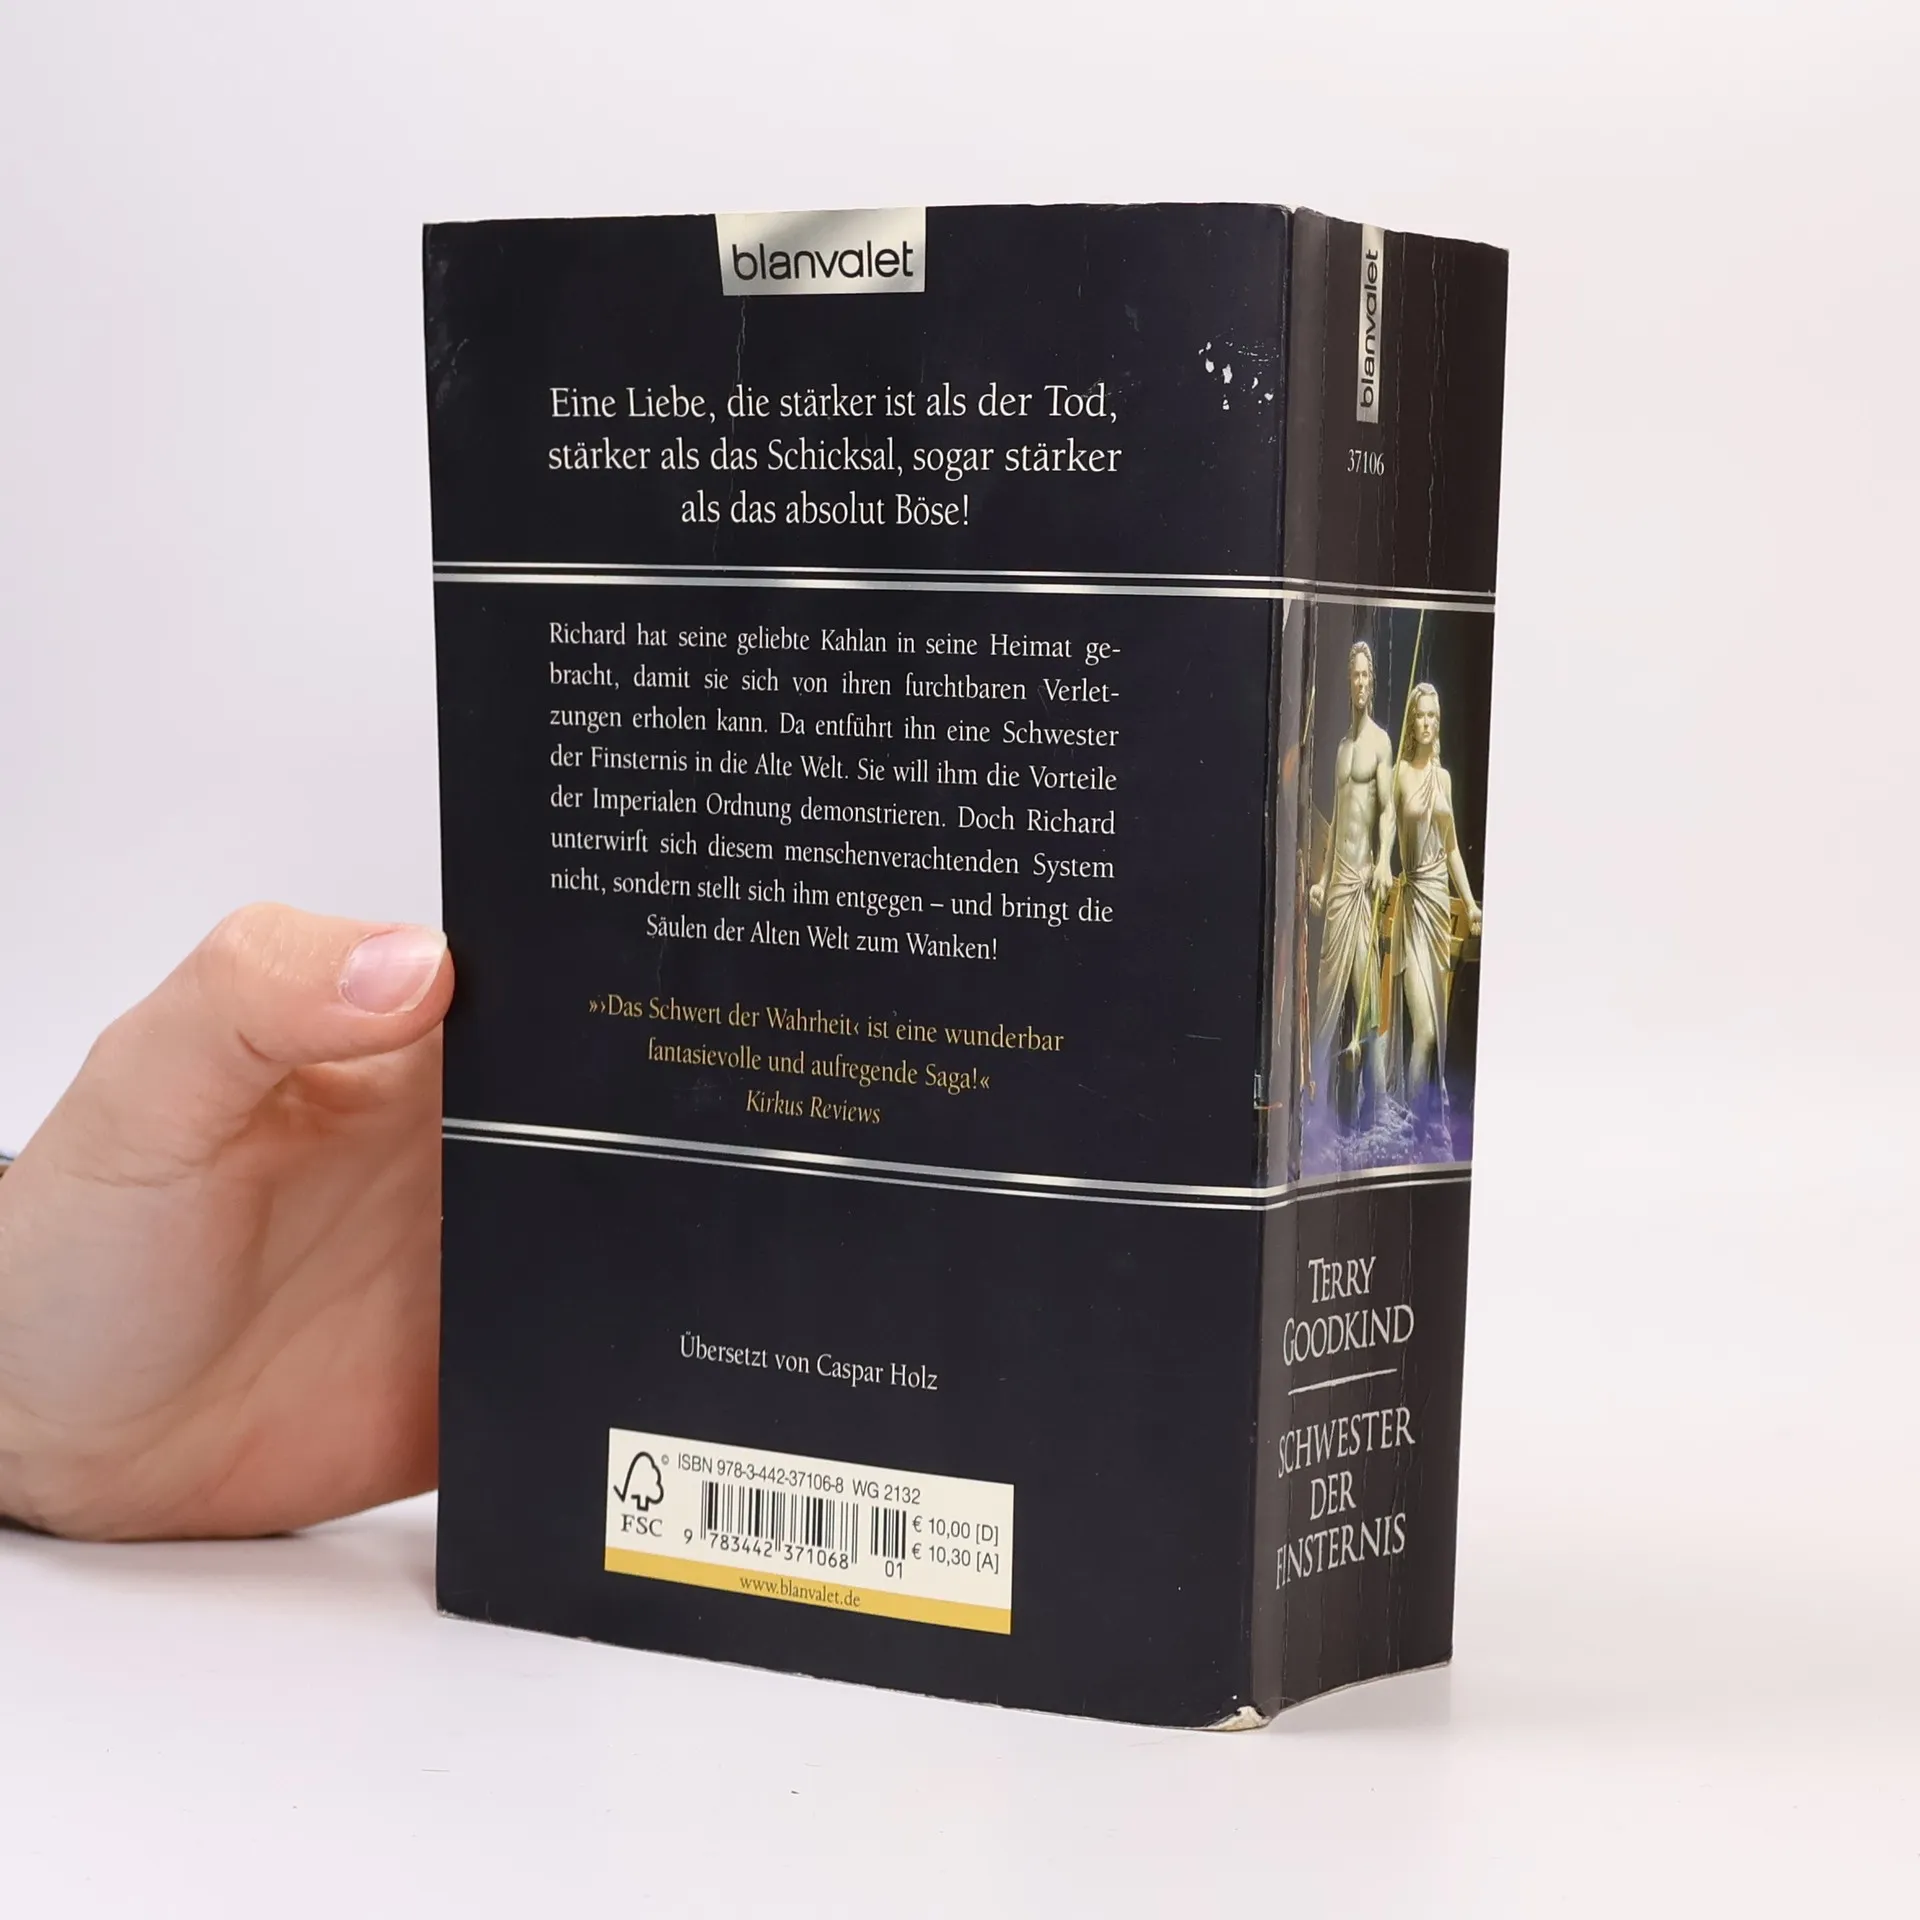 blanvalet
Eine Liebe, die stärker ist als der Tod,
stärker als das Schicksal, sogar stärker
als das absolut Böse!
Richard hat seine geliebte Kahlan in seine Heimat ge-
bracht, damit sie sich von ihren furchtbaren Verlet-
zungen erholen kann. Da entführt ihn eine Schwester
der Finsternis in die Alte Welt. Sie will ihm die Vorteile
der Imperialen Ordnung demonstrieren. Doch Richard
unterwirft sich diesem menschenverachtenden System
nicht, sondern stellt sich ihm entgegen – und bringt die
Säulen der Alten Welt zum Wanken!
»›Das Schwert der Wahrheit‹ ist eine wunderbar
fantasievolle und aufregende Saga!«
Kirkus Reviews
Übersetzt von Caspar Holz
© ISBN 978-3-442-37106-8 WG 2132
FSC
€ 10,00 [D]
€ 10,30 [A]
9 783442 371068
01
www.blanvalet.de
blanvalet
37106
TERRY
GOODKIND
SCHWESTER
DER
FINSTERNIS